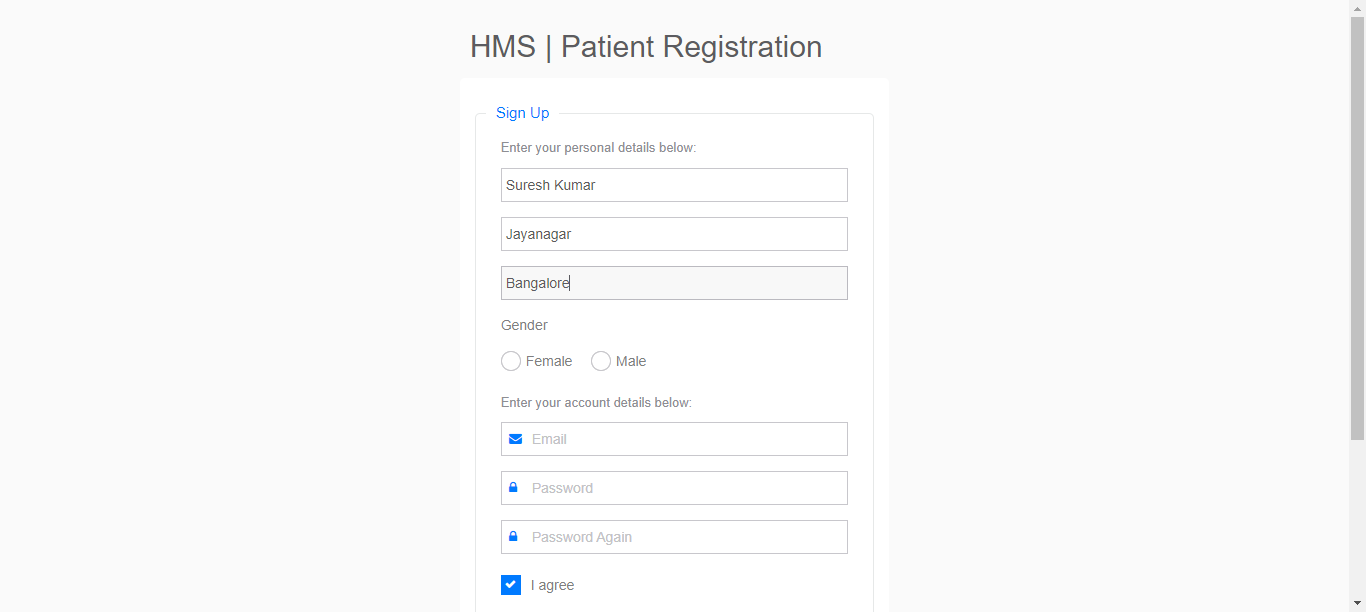 HMS | Patient Registration
Sign Up
Enter your personal details below:
Suresh Kumar
Jayanagar
Bangalore
Gender
Female Male
Enter your account details below:
Email
Password
Password Again
I agree